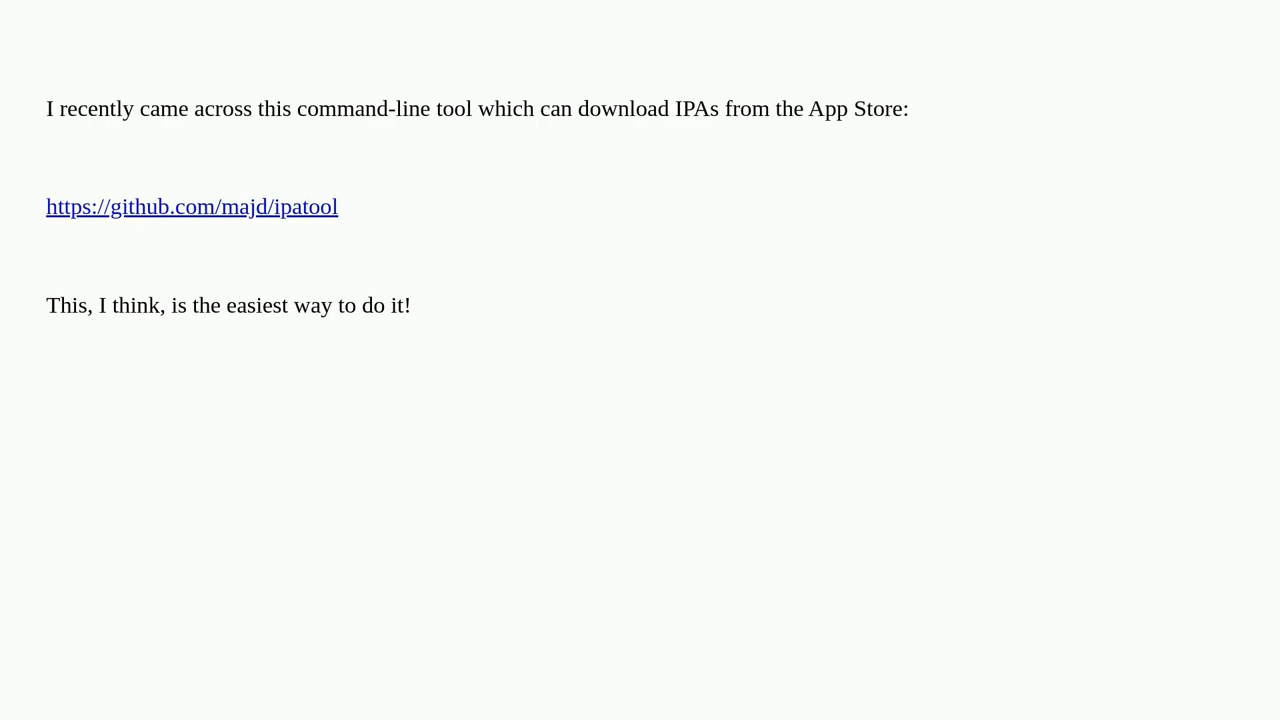 I recently came across this command-line tool which can download IPAs from the App Store:
https://github.com/majd/ipatool
This, I think, is the easiest way to do it!